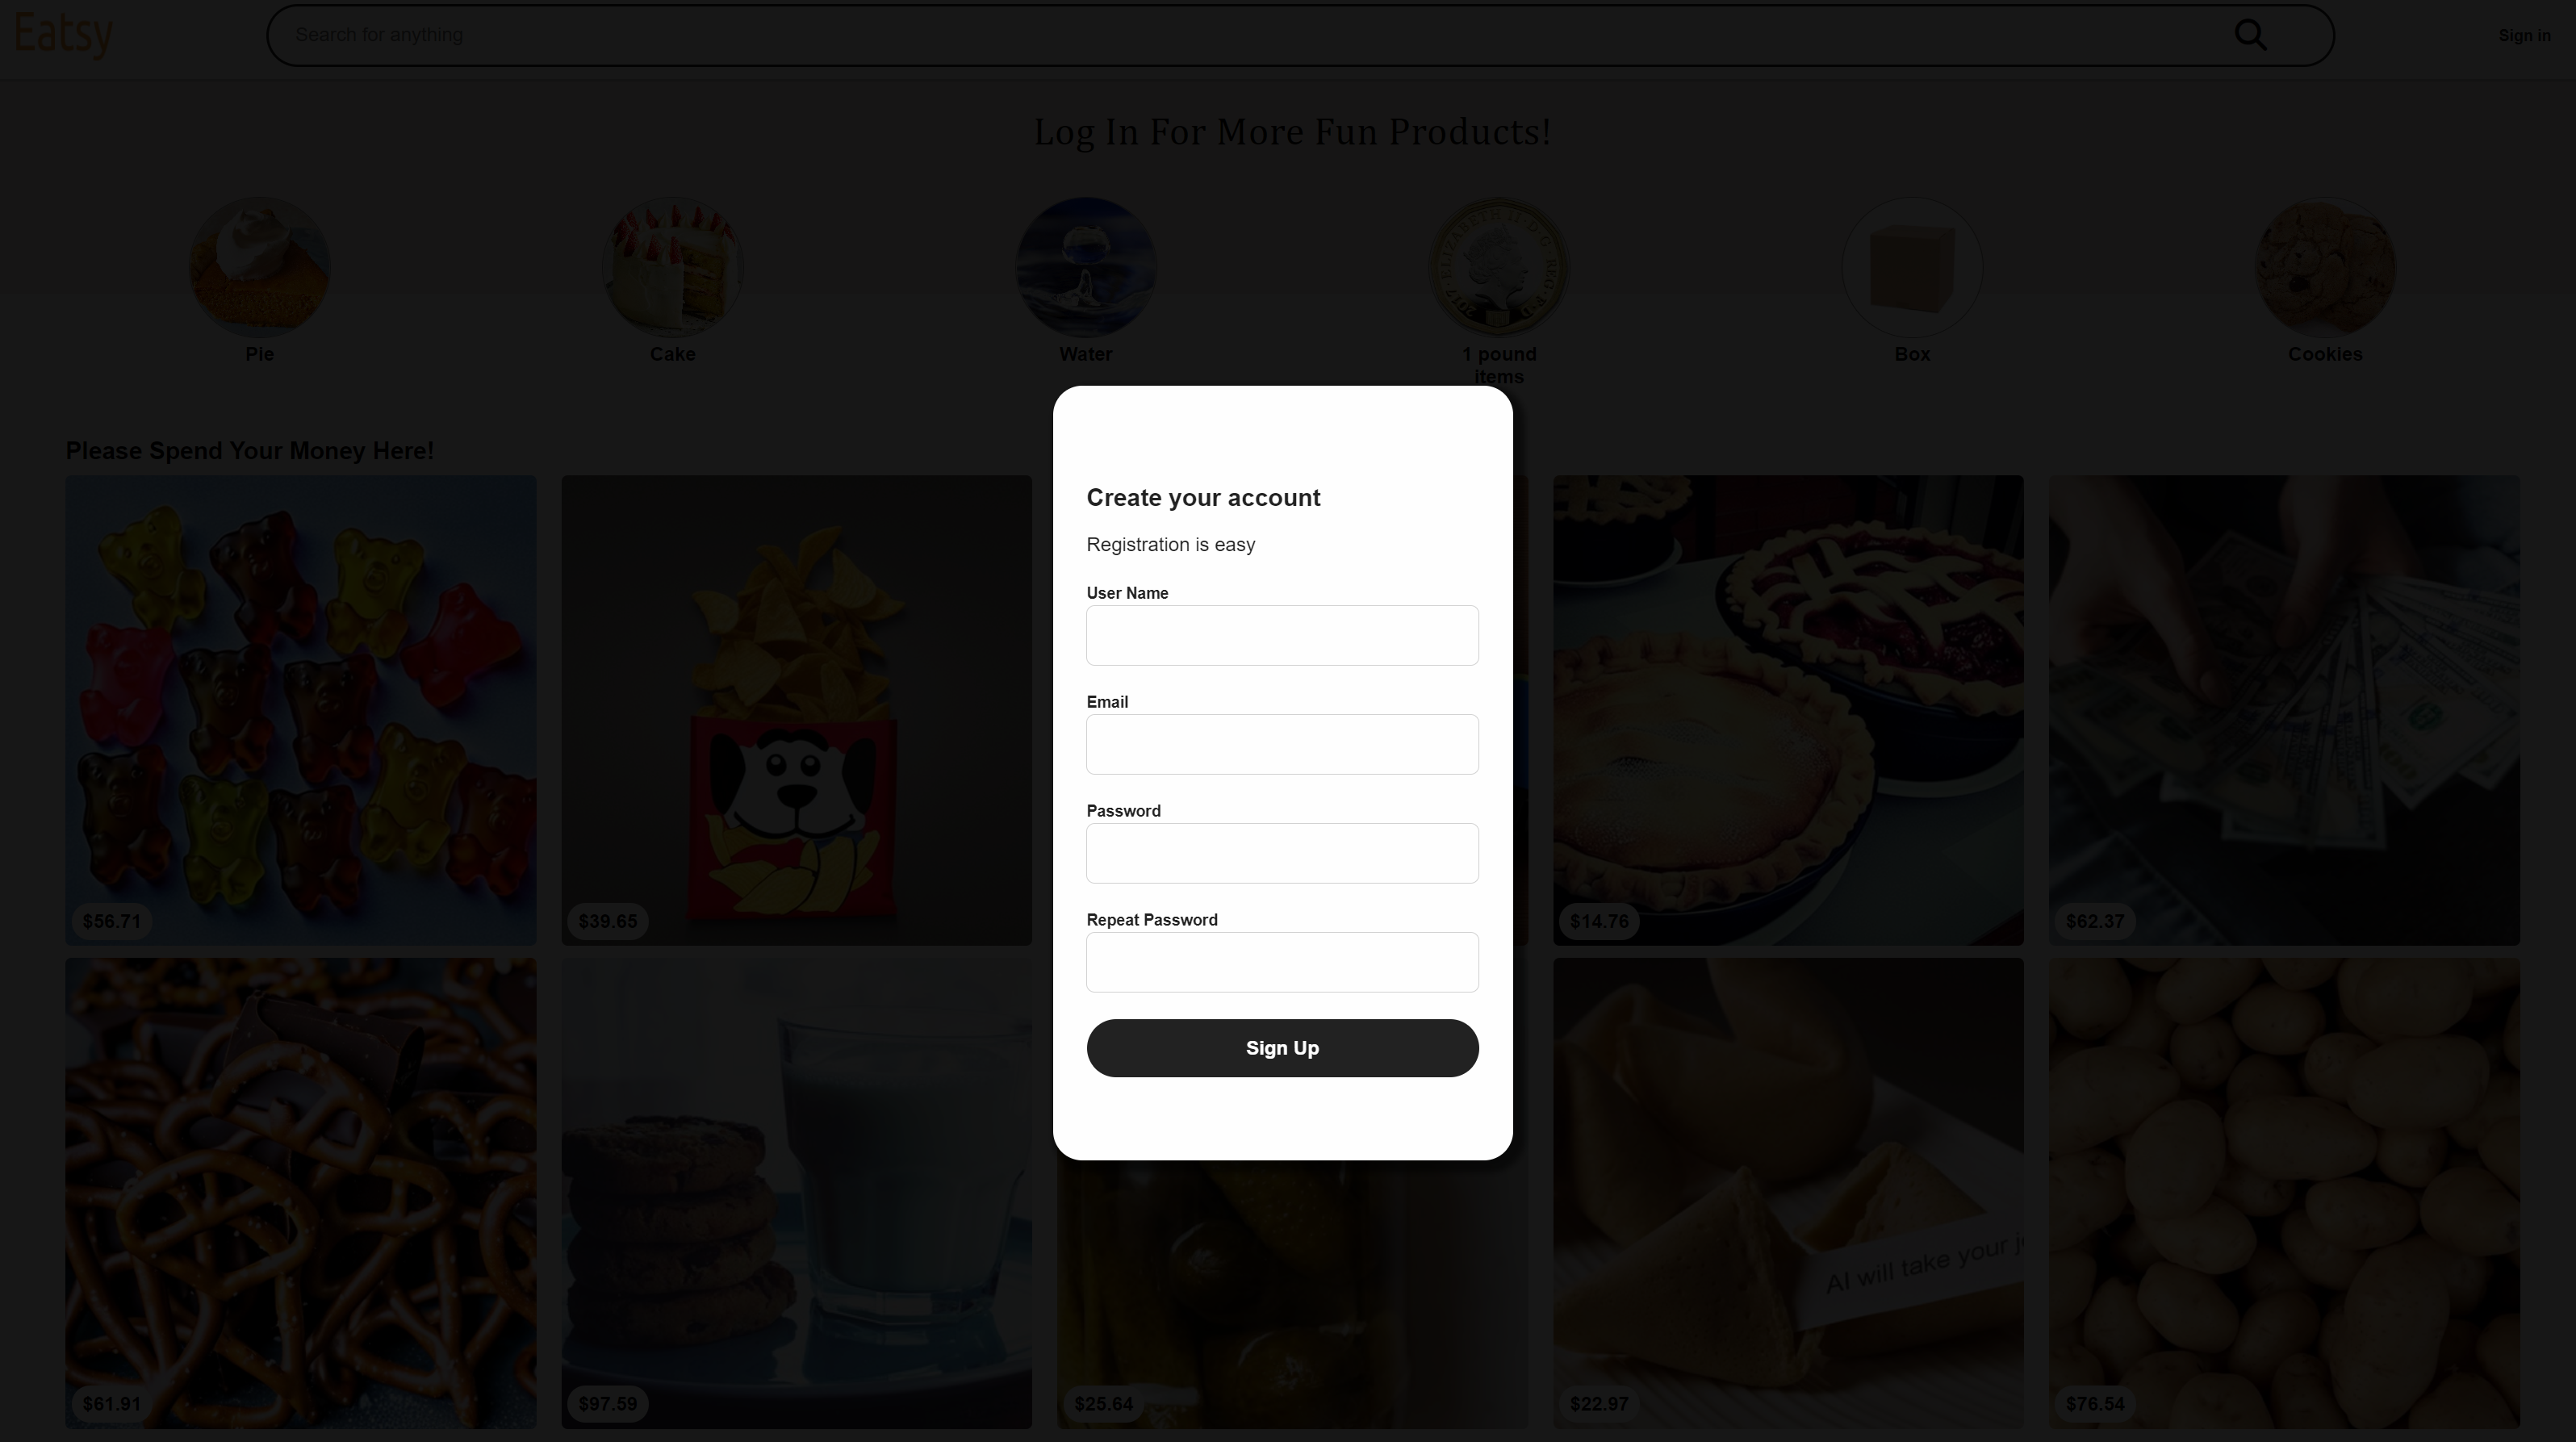 Eatsy
Search for anything
Sign in
Log In For More Fun Products!
Pie
Cake
Water
1 pound
items
Box
Cookies
Please Spend Your Money Here!
Create your account
Registration is easy
User Name
Email
Password
Repeat Password
Sign Up
$56.71
$39.65
$14.76
$62.37
AI will take your
$61.91
$97.59
$25.64
$22.97
$76.54